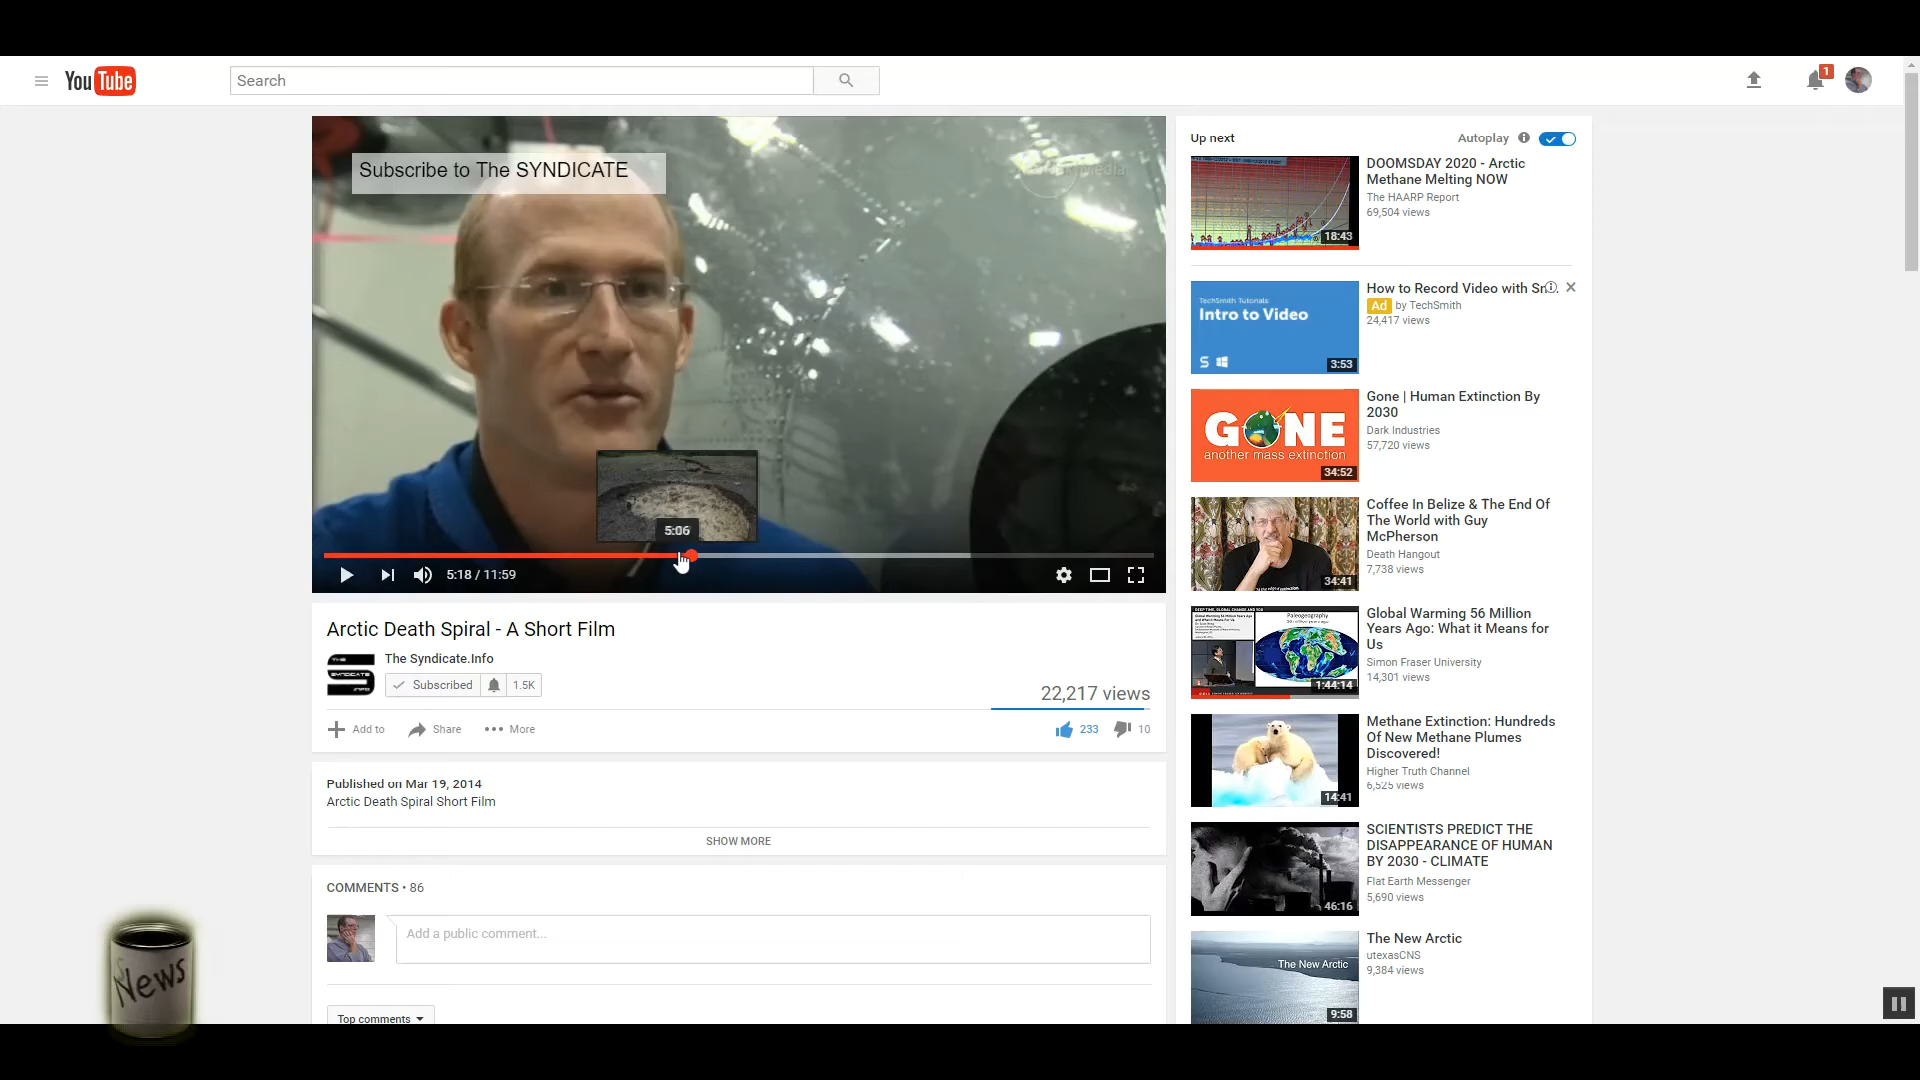 YouTube
Search
1
Subscribe to The SYNDICATE
5:06
5:18 / 11:59
Arctic Death Spiral - A Short Film
The Syndicate.Info
Subscribed
1.5K
22,217 views
Add to
Share
More
233
10
Published on Mar 19, 2014
Arctic Death Spiral Short Film
SHOW MORE
COMMENTS • 86
Add a public comment...
Top comments
News
Up next
Autoplay
DOOMSDAY 2020 - Arctic
Methane Melting NOW
The HAARP Report
69,504 views
18:43
TechSmith Tutorials:
Intro to Video
3:53
How to Record Video with Sn...
Ad by TechSmith
24,417 views
GONE
another mass extinction
34:52
Gone | Human Extinction By
2030
Dark Industries
57,720 views
34:41
Coffee In Belize & The End Of
The World with Guy
McPherson
Death Hangout
7,738 views
1:44:14
Global Warming 56 Million
Years Ago: What it Means for
Us
Simon Fraser University
14,301 views
14:41
Methane Extinction: Hundreds
Of New Methane Plumes
Discovered!
Higher Truth Channel
6,525 views
46:16
SCIENTISTS PREDICT THE
DISAPPEARANCE OF HUMAN
BY 2030 - CLIMATE
Flat Earth Messenger
5,690 views
The New Arctic
9:58
The New Arctic
utexasCNS
9,384 views